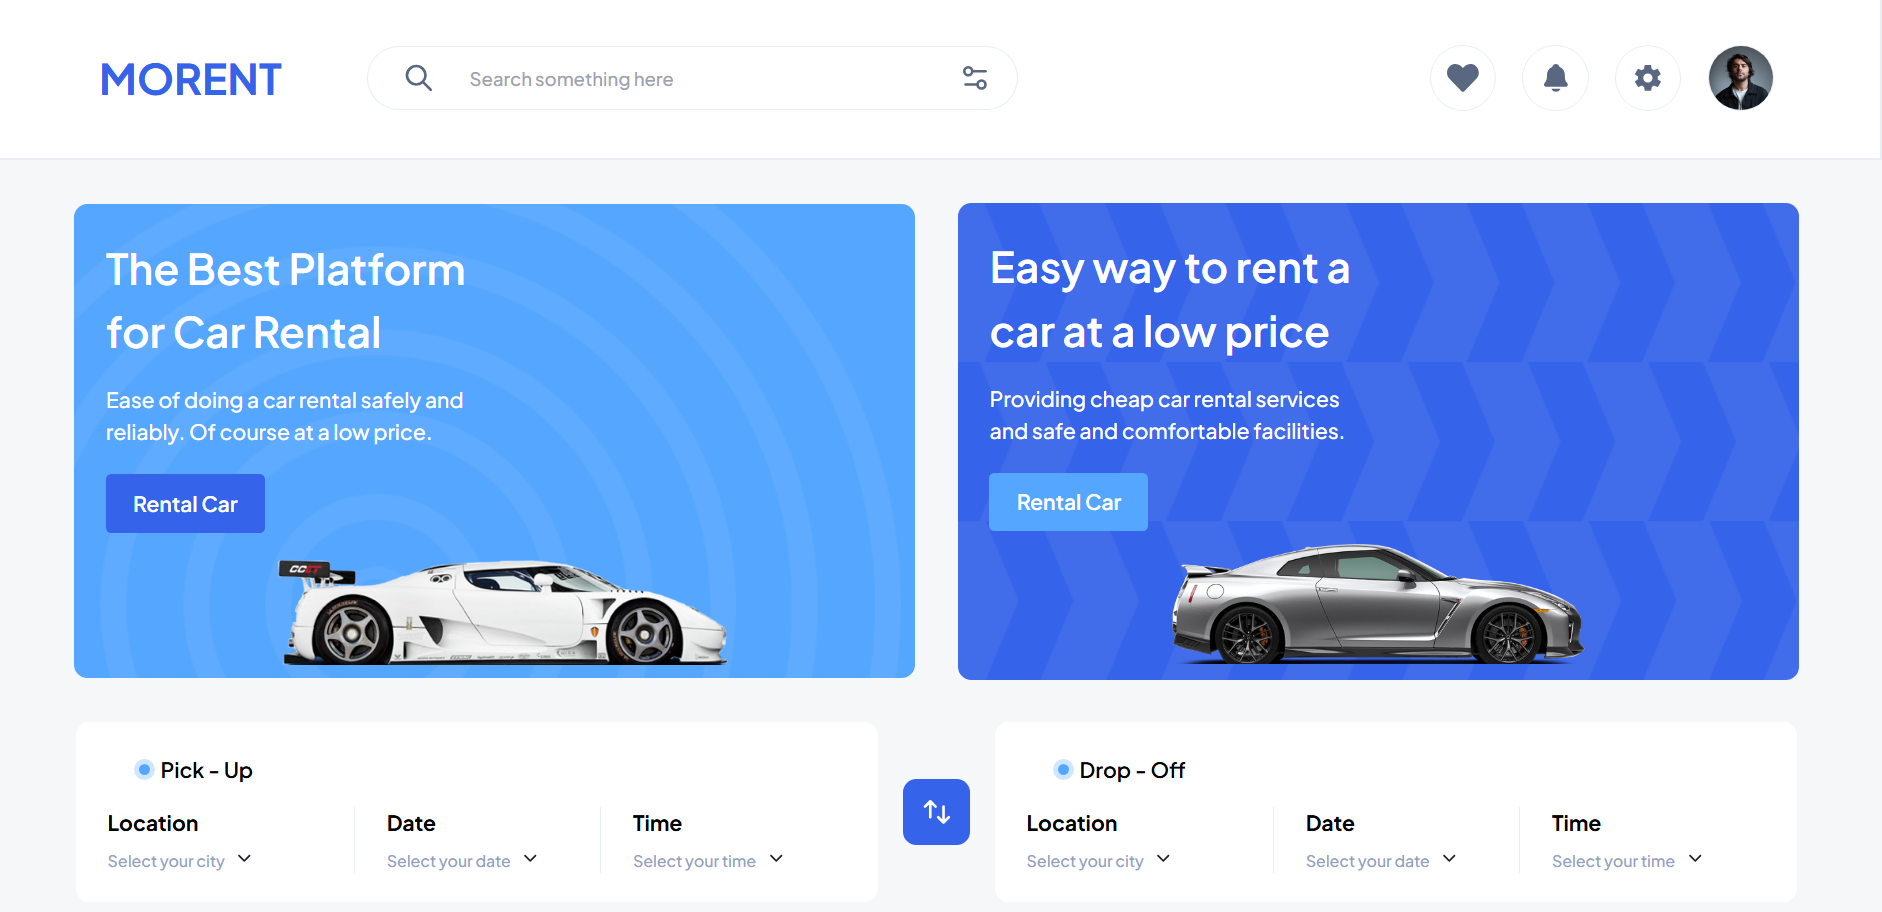 MORENT
Search something here
The Best Platform
for Car Rental
Ease of doing a car rental safely and
reliably. Of course at a low price.
Rental Car
Easy way to rent a
car at a low price
Providing cheap car rental services
and safe and comfortable facilities.
Rental Car
Pick - Up
Location
Select your city
Date
Select your date
Time
Select your time
Drop - Off
Location
Select your city
Date
Select your date
Time
Select your time